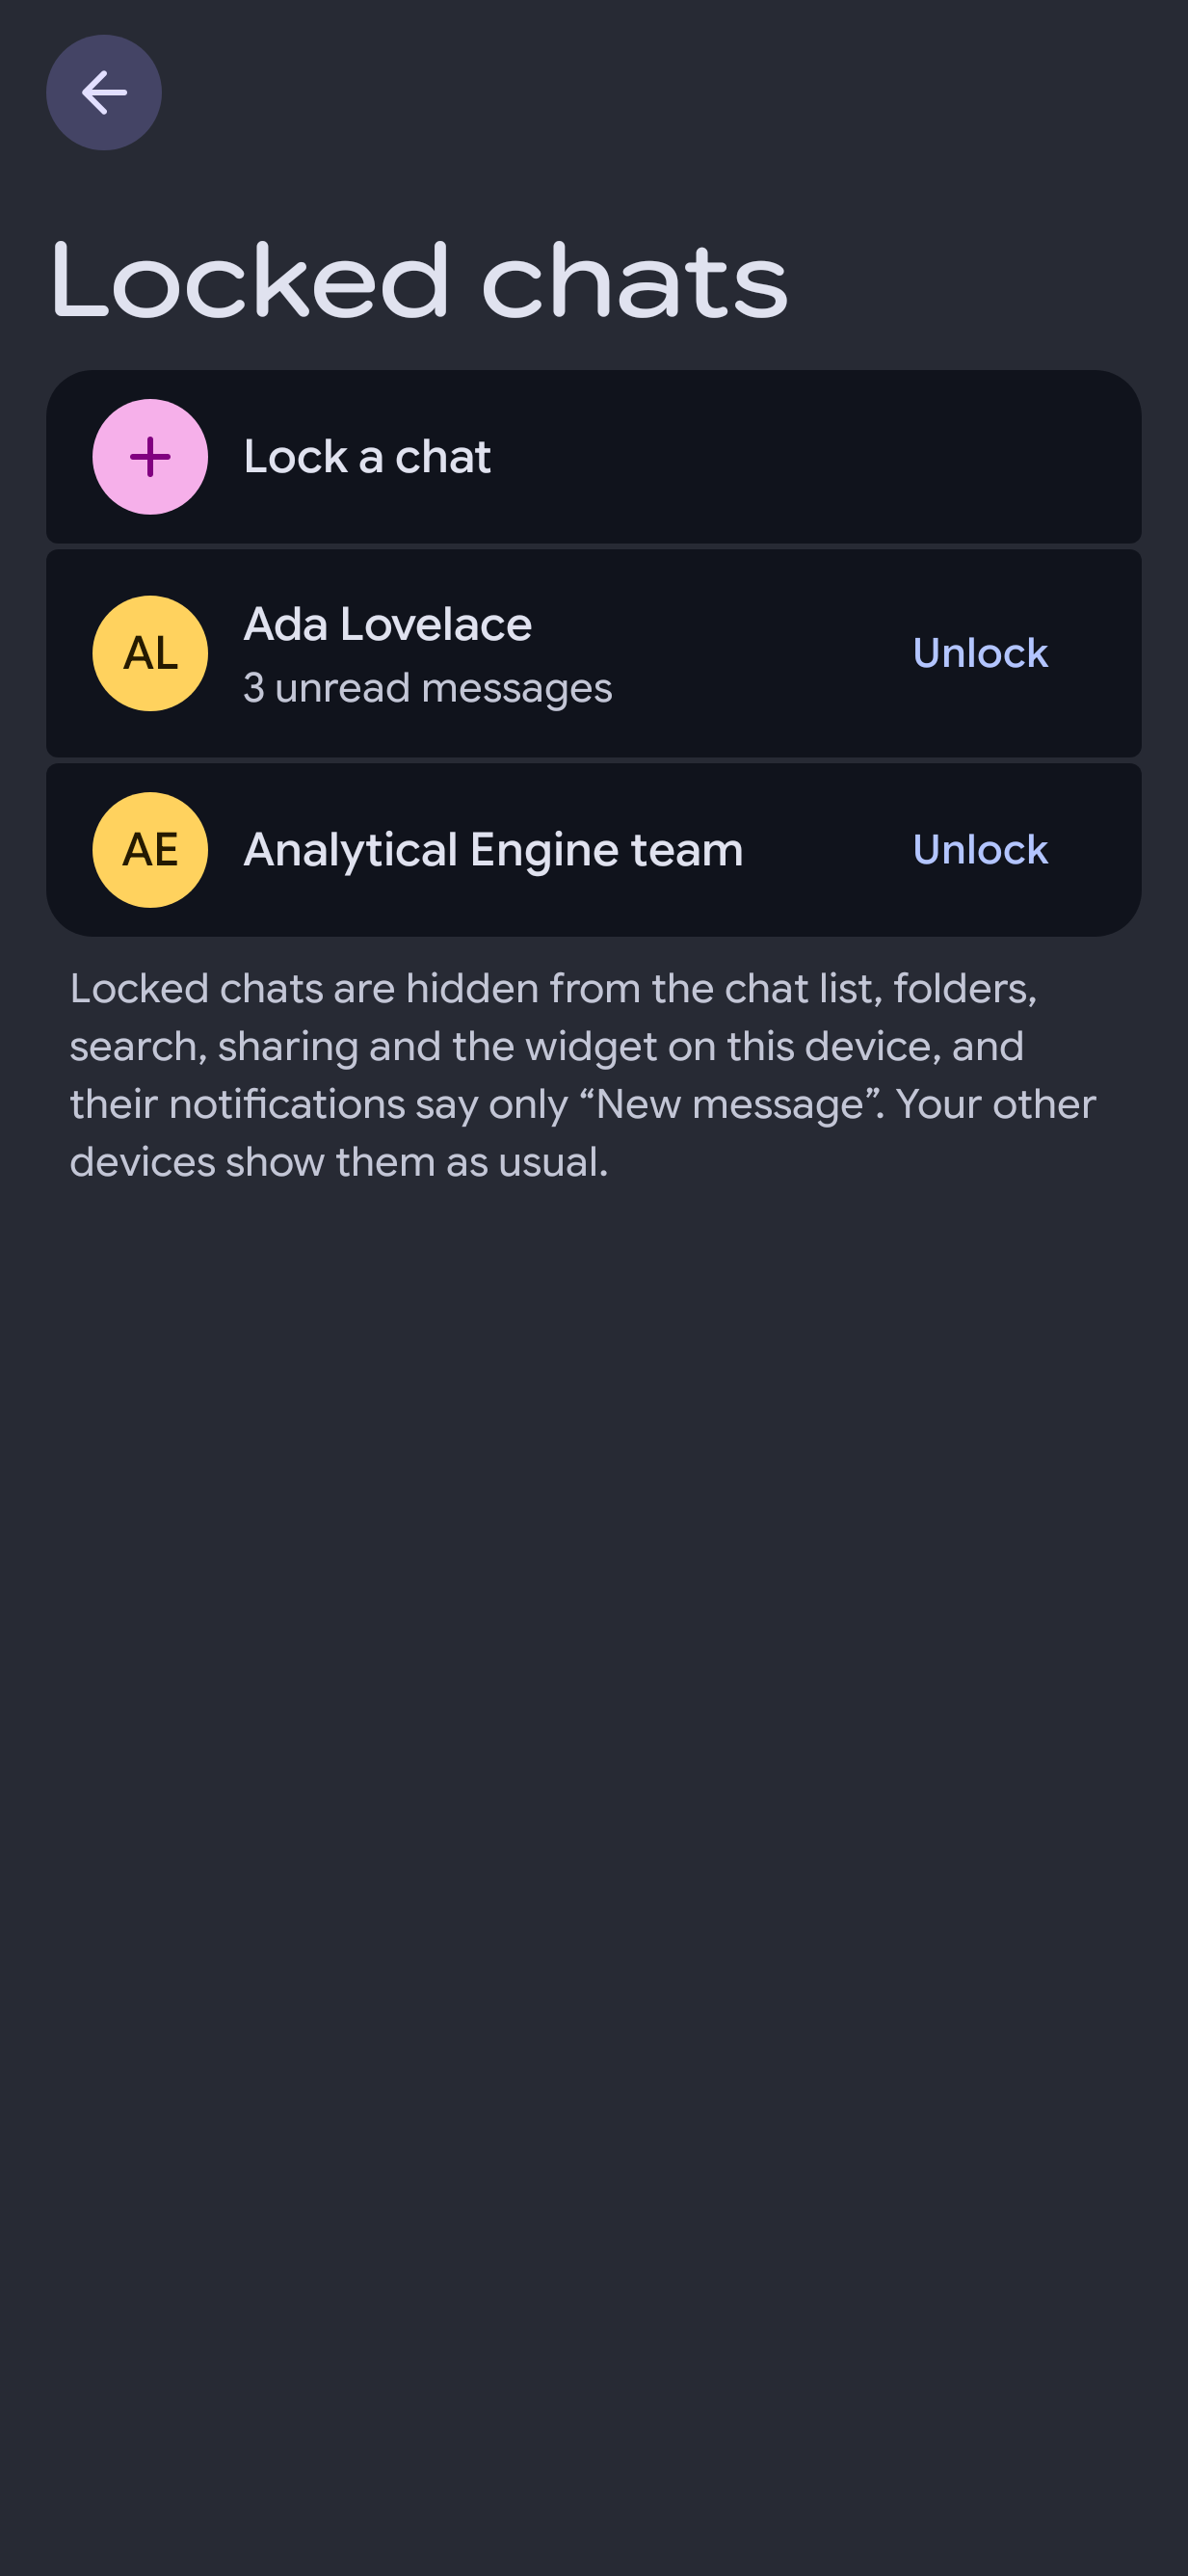 Locked chats
Lock a chat
AL
Ada Lovelace
3 unread messages
Unlock
AE
Analytical Engine team
Unlock
Locked chats are hidden from the chat list, folders,
search, sharing and the widget on this device, and
their notifications say only “New message”. Your other
devices show them as usual.